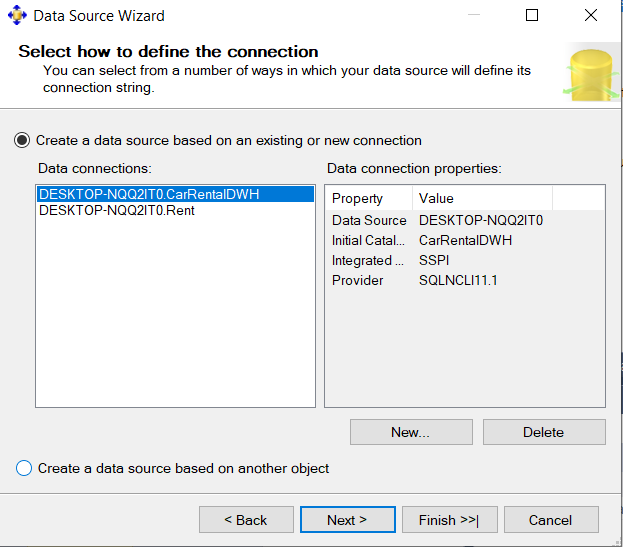 Data Source Wizard
Select how to define the connection
You can select from a number of ways in which your data source will define its
connection string.
Create a data source based on an existing or new connection
Data connections:
DESKTOP-NQQ2IT0.CarRentalDWH
DESKTOP-NQQ2IT0.Rent
Data connection properties:
Property Value
Data Source DESKTOP-NQQ2IT0
Initial Catal... CarRentalDWH
Integrated ... SSPI
Provider SQLNCLI11.1
New... Delete
Create a data source based on another object
< Back Next > Finish >>| Cancel